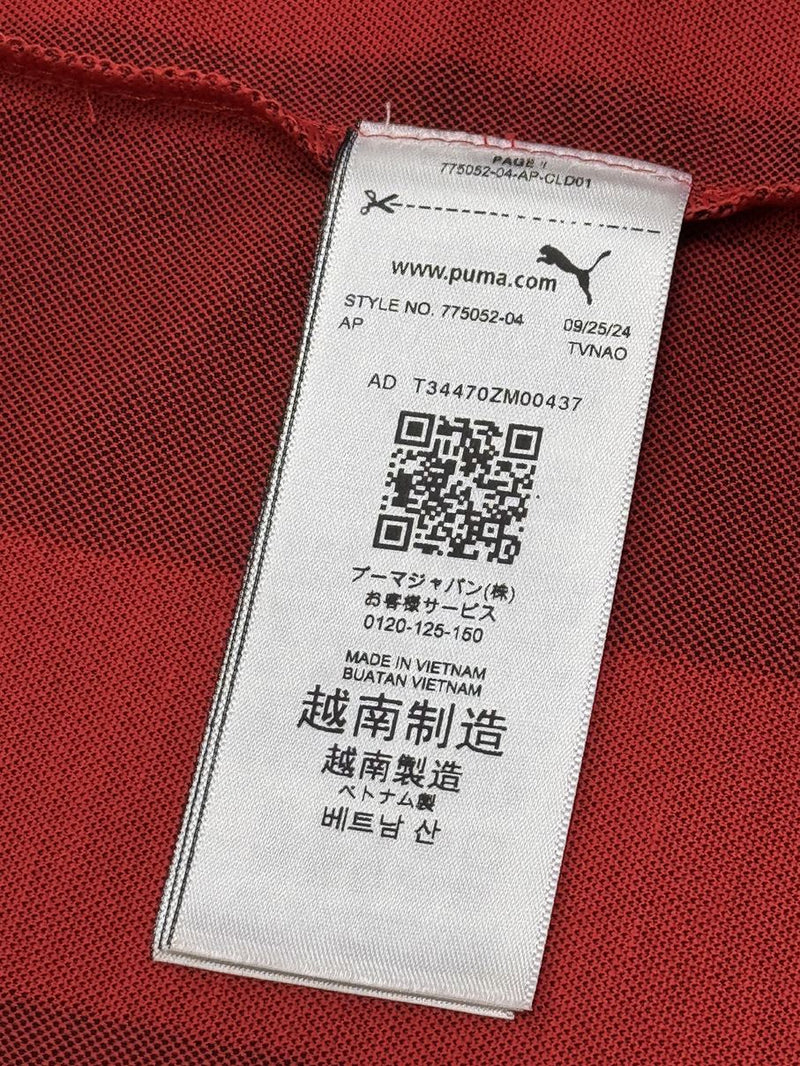 PAGE 1
775052-04-AP-CLD01
www.puma.com
STYLE NO. 775052-04 09/25/24
AP TVNAO
AD T34470ZM00437
プーマジャパン(株)
お客様サービス
0120-125-150
MADE IN VIETNAM
BUATAN VIETNAM
越南制造
越南製造
ベトナム製
베트남 산